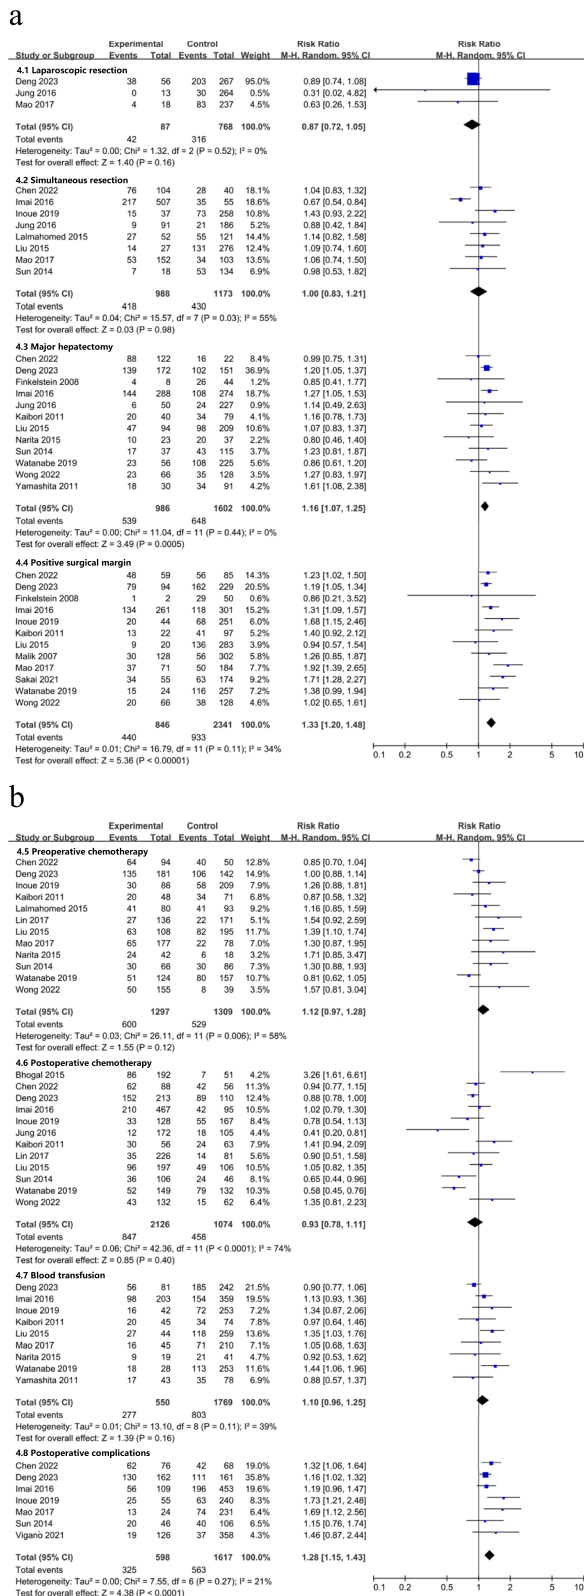 a
Experimental Control Risk Ratio Risk Ratio
Study or Subgroup Events Total Events Total Weight M-H, Random, 95% CI M-H, Random, 95% CI
4.1 Laparoscopic resection
Deng 2023 38 56 203 267 95.0% 0.89 [0.74, 1.08]
Jung 2016 0 13 30 264 0.5% 0.31 [0.02, 4.82]
Mao 2017 4 18 83 237 4.5% 0.63 [0.26, 1.53]
Total (95% CI) 87 768 100.0% 0.87 [0.72, 1.05]
Total events 42 316
Heterogeneity: Tau² = 0.00; Chi² = 1.32, df = 2 (P = 0.52); I² = 0%
Test for overall effect: Z = 1.40 (P = 0.16)
4.2 Simultaneous resection
Chen 2022 76 104 28 40 18.1% 1.04 [0.83, 1.32]
Imai 2016 217 507 35 55 18.9% 0.67 [0.54, 0.84]
Inoue 2019 15 37 73 258 9.5% 1.43 [0.93, 2.22]
Jung 2016 9 91 21 186 4.4% 0.88 [0.42, 1.84]
Lalmahomed 2015 27 52 55 121 14.4% 1.14 [0.82, 1.58]
Liu 2015 14 27 131 276 12.6% 1.09 [0.74, 1.60]
Mao 2017 53 152 34 103 13.7% 1.06 [0.74, 1.50]
Sun 2014 7 18 53 134 8.4% 0.98 [0.53, 1.82]
Total (95% CI) 988 1173 100.0% 1.00 [0.83, 1.21]
Total events 418 430
Heterogeneity: Tau² = 0.04; Chi² = 15.57, df = 7 (P = 0.03); I² = 55%
Test for overall effect: Z = 0.03 (P = 0.98)
4.3 Major hepatectomy
Chen 2022 88 122 16 22 8.4% 0.99 [0.75, 1.31]
Deng 2023 139 172 102 151 36.9% 1.20 [1.05, 1.37]
Finkelstein 2008 4 8 26 44 1.2% 0.85 [0.41, 1.77]
Imai 2016 144 288 108 274 18.0% 1.27 [1.05, 1.53]
Jung 2016 6 50 24 227 0.9% 1.14 [0.49, 2.63]
Kaibori 2011 20 40 34 79 4.0% 1.16 [0.78, 1.73]
Liu 2015 47 94 98 209 10.3% 1.07 [0.83, 1.37]
Narita 2015 10 23 20 37 2.0% 0.80 [0.46, 1.40]
Sun 2014 17 37 43 115 3.9% 1.23 [0.81, 1.87]
Watanabe 2019 23 56 108 225 5.6% 0.86 [0.61, 1.20]
Wong 2022 23 66 35 128 3.6% 1.27 [0.83, 1.97]
Yamashita 2011 18 30 34 91 4.1% 1.61 [1.08, 2.38]
Total (95% CI) 986 1602 100.0% 1.16 [1.07, 1.25]
Total events 539 648
Heterogeneity: Tau² = 0.00; Chi² = 11.04, df = 11 (P = 0.44); I² = 0%
Test for overall effect: Z = 3.49 (P = 0.0005)
4.4 Positive surgical margin
Chen 2022 48 59 56 85 14.3% 1.23 [1.02, 1.50]
Deng 2023 79 94 162 229 20.5% 1.19 [1.05, 1.34]
Finkelstein 2008 1 2 29 50 0.6% 0.86 [0.21, 3.52]
Imai 2016 134 261 118 301 15.0% 1.31 [1.09, 1.57]
Inoue 2019 20 44 68 251 6.4% 1.68 [1.15, 2.46]
Kaibori 2011 13 22 41 97 5.4% 1.40 [0.92, 2.12]
Liu 2015 9 20 136 283 4.0% 0.94 [0.57, 1.54]
Malik 2007 30 128 56 302 5.8% 1.26 [0.85, 1.87]
Mao 2017 37 71 50 184 7.7% 1.92 [1.39, 2.65]
Sakai 2021 34 55 63 174 9.2% 1.71 [1.28, 2.27]
Watanabe 2019 15 24 116 257 7.4% 1.38 [0.99, 1.94]
Wong 2022 20 66 38 128 4.6% 1.02 [0.65, 1.61]
Total (95% CI) 846 2341 100.0% 1.33 [1.20, 1.48]
Total events 440 933
Heterogeneity: Tau² = 0.01; Chi² = 16.79, df = 11 (P = 0.11); I² = 34%
Test for overall effect: Z = 5.36 (P < 0.00001)
0.1 0.2 0.5 1 2 5 10
b
Experimental Control Risk Ratio Risk Ratio
Study or Subgroup Events Total Events Total Weight M-H, Random, 95% CI M-H, Random, 95% CI
4.5 Preoperative chemotherapy
Chen 2022 64 94 40 50 12.8% 0.85 [0.70, 1.04]
Deng 2023 135 181 106 142 15.6% 1.00 [0.88, 1.14]
Inoue 2019 30 86 58 209 7.9% 1.26 [0.88, 1.81]
Kaibori 2011 20 48 34 71 6.6% 0.87 [0.58, 1.32]
Lalmahomed 2015 41 80 41 93 8.8% 1.16 [0.85, 1.59]
Lin 2017 27 136 22 171 5.0% 1.54 [0.92, 2.59]
Liu 2015 63 108 82 195 11.5% 1.39 [1.10, 1.74]
Mao 2017 65 177 22 78 6.9% 1.30 [0.87, 1.95]
Narita 2015 24 42 6 18 2.9% 1.71 [0.85, 3.47]
Sun 2014 30 66 30 86 7.2% 1.30 [0.88, 1.93]
Watanabe 2019 51 124 80 157 10.7% 0.81 [0.62, 1.05]
Wong 2022 50 155 8 39 3.2% 1.57 [0.81, 3.04]
Total (95% CI) 1297 1309 100.0% 1.12 [0.97, 1.28]
Total events 600 529
Heterogeneity: Tau² = 0.03; Chi² = 26.11, df = 11 (P = 0.006); I² = 58%
Test for overall effect: Z = 1.55 (P = 0.12)
4.6 Postoperative chemotherapy
Bhogal 2015 86 192 7 51 4.2% 3.26 [1.61, 6.61]
Chen 2022 62 88 42 56 11.3% 0.94 [0.77, 1.15]
Deng 2023 152 213 89 110 12.4% 0.88 [0.78, 1.00]
Imai 2016 210 467 42 95 10.6% 1.02 [0.79, 1.30]
Inoue 2019 33 128 55 167 8.1% 0.78 [0.54, 1.13]
Jung 2016 12 172 18 105 4.3% 0.41 [0.20, 0.81]
Kaibori 2011 30 56 24 63 7.5% 1.41 [0.94, 2.09]
Lin 2017 35 226 14 81 5.6% 0.90 [0.51, 1.58]
Liu 2015 96 197 49 106 10.6% 1.05 [0.82, 1.35]
Sun 2014 36 106 24 46 7.7% 0.65 [0.44, 0.96]
Watanabe 2019 52 149 79 132 10.4% 0.58 [0.45, 0.76]
Wong 2022 43 132 15 62 6.3% 1.35 [0.81, 2.23]
Total (95% CI) 2126 1074 100.0% 0.93 [0.78, 1.11]
Total events 847 458
Heterogeneity: Tau² = 0.06; Chi² = 42.36, df = 11 (P < 0.0001); I² = 74%
Test for overall effect: Z = 0.85 (P = 0.40)
4.7 Blood transfusion
Deng 2023 56 81 185 242 21.5% 0.90 [0.77, 1.06]
Imai 2016 98 203 154 359 19.5% 1.13 [0.93, 1.36]
Inoue 2019 16 42 72 253 7.2% 1.34 [0.87, 2.06]
Kaibori 2011 20 45 34 74 7.8% 0.97 [0.64, 1.46]
Liu 2015 27 44 118 259 13.6% 1.35 [1.03, 1.76]
Mao 2017 16 45 71 210 6.8% 1.05 [0.68, 1.63]
Narita 2015 9 19 21 41 4.6% 0.92 [0.53, 1.62]
Watanabe 2019 18 28 113 253 12.0% 1.44 [1.06, 1.96]
Yamashita 2011 17 43 35 78 7.1% 0.88 [0.57, 1.37]
Total (95% CI) 550 1769 100.0% 1.10 [0.96, 1.25]
Total events 277 803
Heterogeneity: Tau² = 0.01; Chi² = 13.10, df = 8 (P = 0.11); I² = 39%
Test for overall effect: Z = 1.39 (P = 0.16)
4.8 Postoperative complications
Chen 2022 62 76 42 68 19.0% 1.32 [1.06, 1.64]
Deng 2023 130 162 111 161 35.8% 1.16 [1.02, 1.32]
Imai 2016 56 109 196 453 18.5% 1.19 [0.96, 1.47]
Inoue 2019 25 55 63 240 8.0% 1.73 [1.21, 2.48]
Mao 2017 13 24 74 231 6.2% 1.69 [1.12, 2.56]
Sun 2014 20 46 40 106 5.9% 1.15 [0.76, 1.74]
Viganò 2021 19 126 37 358 3.8% 1.46 [0.87, 2.44]
Total (95% CI) 598 1617 100.0% 1.28 [1.15, 1.43]
Total events 325 563
Heterogeneity: Tau² = 0.00; Chi² = 7.55, df = 6 (P = 0.27); I² = 21%
Test for overall effect: Z = 4.38 (P < 0.0001)
0.1 0.2 0.5 1 2 5 10